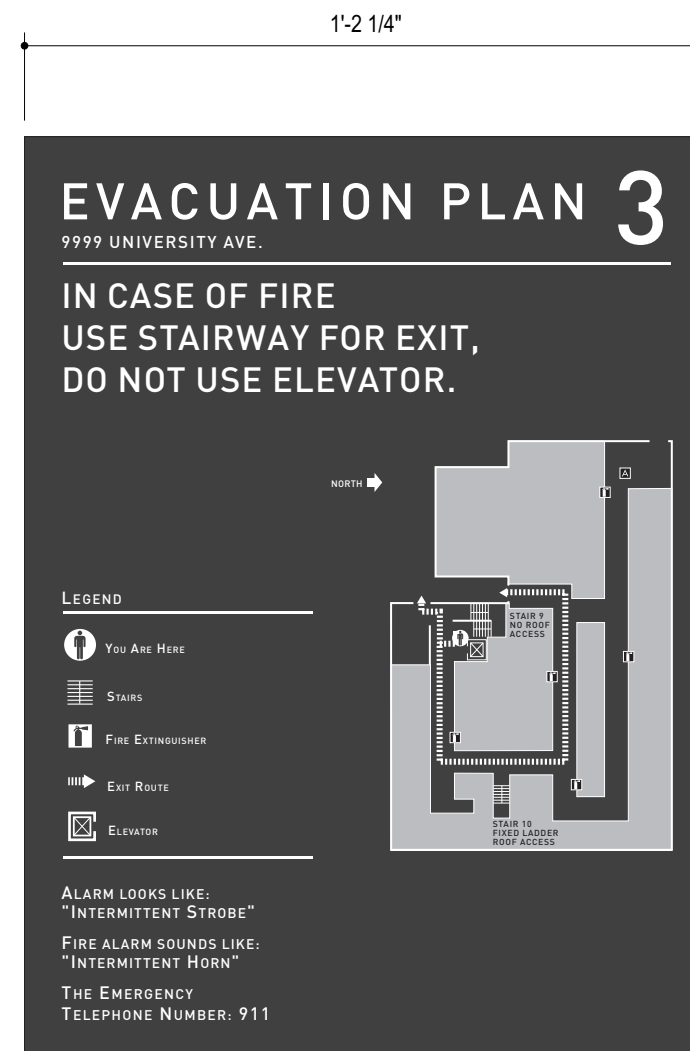 1'-2 1/4"
EVACUATION PLAN 3
9999 UNIVERSITY AVE.
IN CASE OF FIRE
USE STAIRWAY FOR EXIT,
DO NOT USE ELEVATOR.
NORTH
A
STAIR 9
NO ROOF
ACCESS
STAIR 10
FIXED LADDER
ROOF ACCESS
LEGEND
YOU ARE HERE
STAIRS
FIRE EXTINGUISHER
EXIT ROUTE
ELEVATOR
ALARM LOOKS LIKE:
"INTERMITTENT STROBE"
FIRE ALARM SOUNDS LIKE:
"INTERMITTENT HORN"
THE EMERGENCY
TELEPHONE NUMBER: 911